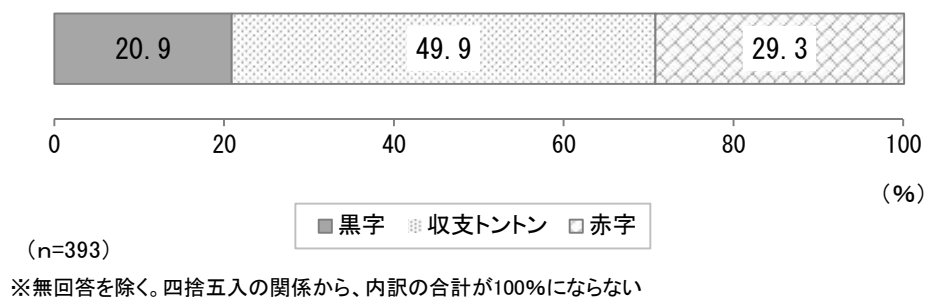 20.9 49.9 29.3
0 20 40 60 80 100
(%)
黒字 収支トントン 赤字
(n=393)
※無回答を除く。四捨五入の関係から、内訳の合計が100%にならない